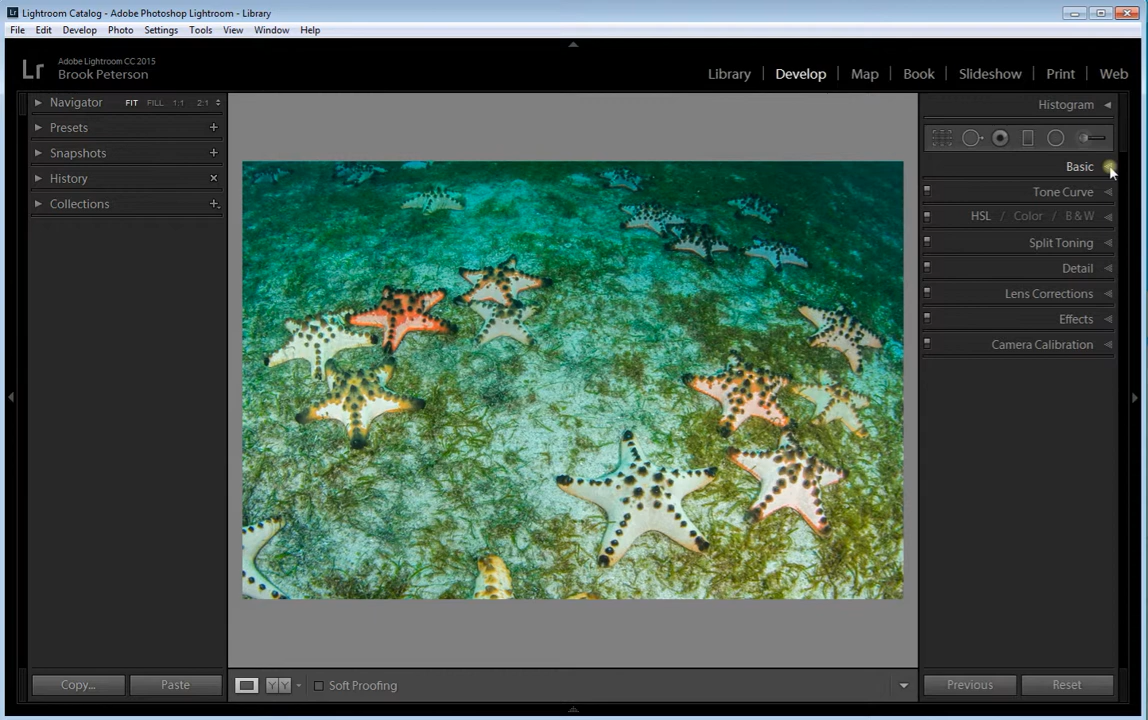 Lr Lightroom Catalog - Adobe Photoshop Lightroom - Library
File Edit Develop Photo Settings Tools View Window Help
Lr
Adobe Lightroom CC 2015
Brook Peterson
Library | Develop | Map | Book | Slideshow | Print | Web
Navigator FIT FILL 1:1 2:1
Presets
Snapshots
History
Collections
Histogram
Basic
Tone Curve
HSL / Color / B & W
Split Toning
Detail
Lens Corrections
Effects
Camera Calibration
Copy... Paste
Y Y
Soft Proofing
Previous Reset